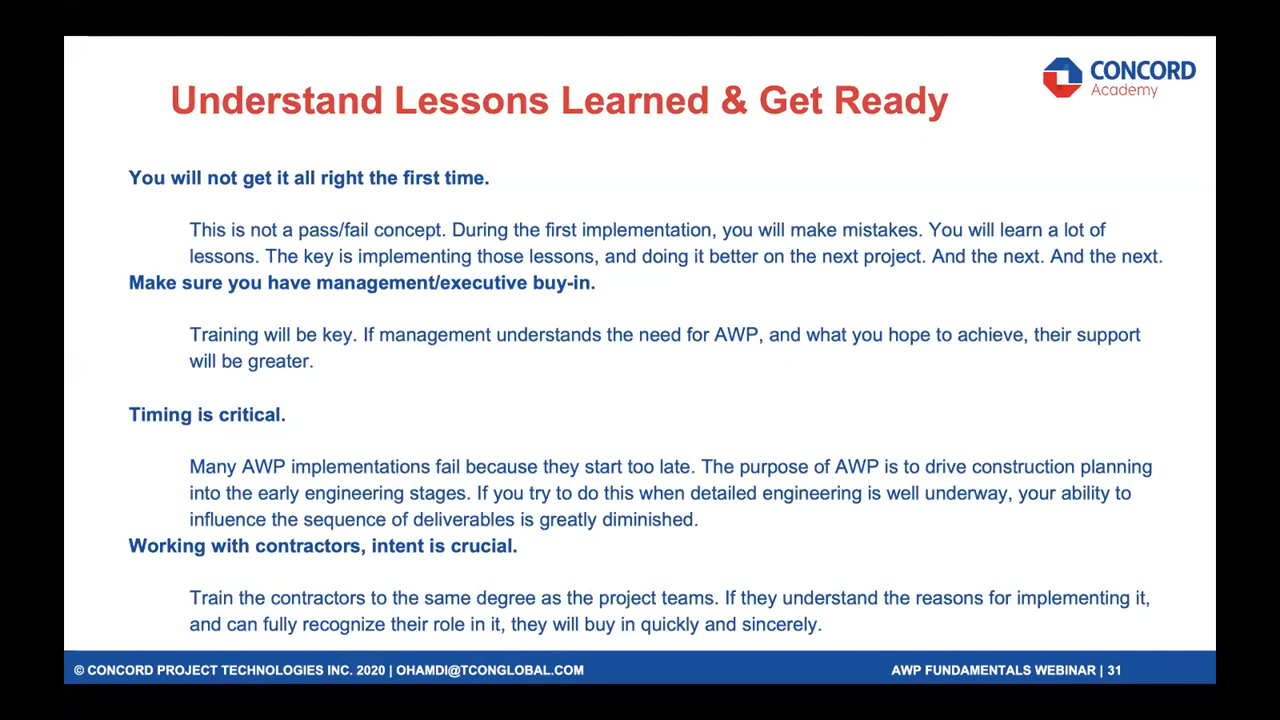 CONCORD
Academy
Understand Lessons Learned & Get Ready
You will not get it all right the first time.
This is not a pass/fail concept. During the first implementation, you will make mistakes. You will learn a lot of
lessons. The key is implementing those lessons, and doing it better on the next project. And the next. And the next.
Make sure you have management/executive buy-in.
Training will be key. If management understands the need for AWP, and what you hope to achieve, their support
will be greater.
Timing is critical.
Many AWP implementations fail because they start too late. The purpose of AWP is to drive construction planning
into the early engineering stages. If you try to do this when detailed engineering is well underway, your ability to
influence the sequence of deliverables is greatly diminished.
Working with contractors, intent is crucial.
Train the contractors to the same degree as the project teams. If they understand the reasons for implementing it,
and can fully recognize their role in it, they will buy in quickly and sincerely.
© CONCORD PROJECT TECHNOLOGIES INC. 2020 | OHAMDI@TCONGLOBAL.COM
AWP FUNDAMENTALS WEBINAR | 31